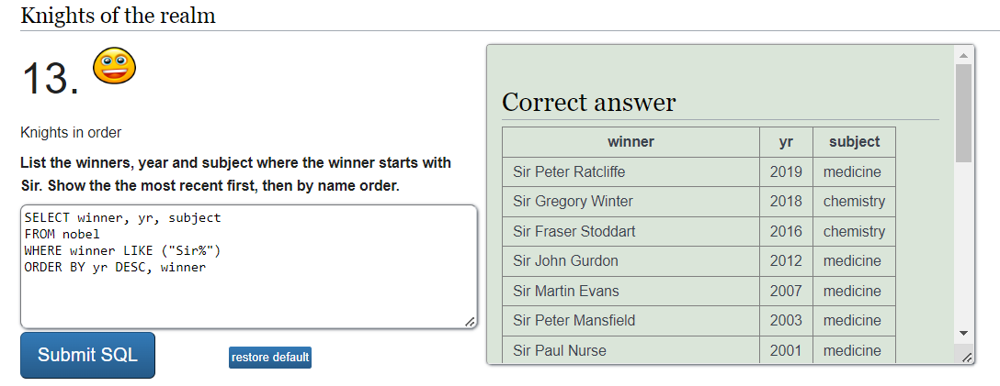 Knights of the realm
13.
Knights in order
List the winners, year and subject where the winner starts with
Sir. Show the the most recent first, then by name order.
SELECT winner, yr, subject
FROM nobel
WHERE winner LIKE ("Sir%")
ORDER BY yr DESC, winner
Submit SQL
restore default
Correct answer
winner yr subject
Sir Peter Ratcliffe 2019 medicine
Sir Gregory Winter 2018 chemistry
Sir Fraser Stoddart 2016 chemistry
Sir John Gurdon 2012 medicine
Sir Martin Evans 2007 medicine
Sir Peter Mansfield 2003 medicine
Sir Paul Nurse 2001 medicine